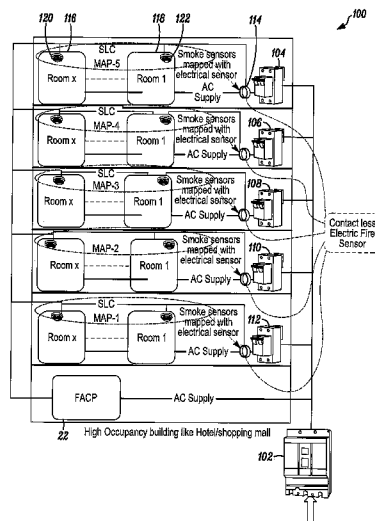 100
120 116 118 122 114
SLC
MAP-5
Room x
Room 1
Smoke sensors
mapped with
electrical sensor
AC
Supply
104
SLC
MAP-4
Room x
Room 1
Smoke sensors
mapped with
electrical sensor
AC Supply
106
SLC
MAP-3
Room x
Room 1
Smoke sensors
mapped with
electrical sensor
AC Supply
108
Contact less
Electric Fire
Sensor
SLC
MAP-2
Room x
Room 1
Smoke sensors
mapped with
electrical sensor
AC Supply
110
SLC
MAP-1
Room x
Room 1
Smoke sensors
mapped with
electrical sensor
AC Supply
112
FACP
AC Supply
22
High Occupancy building like Hotel/shopping mall
102